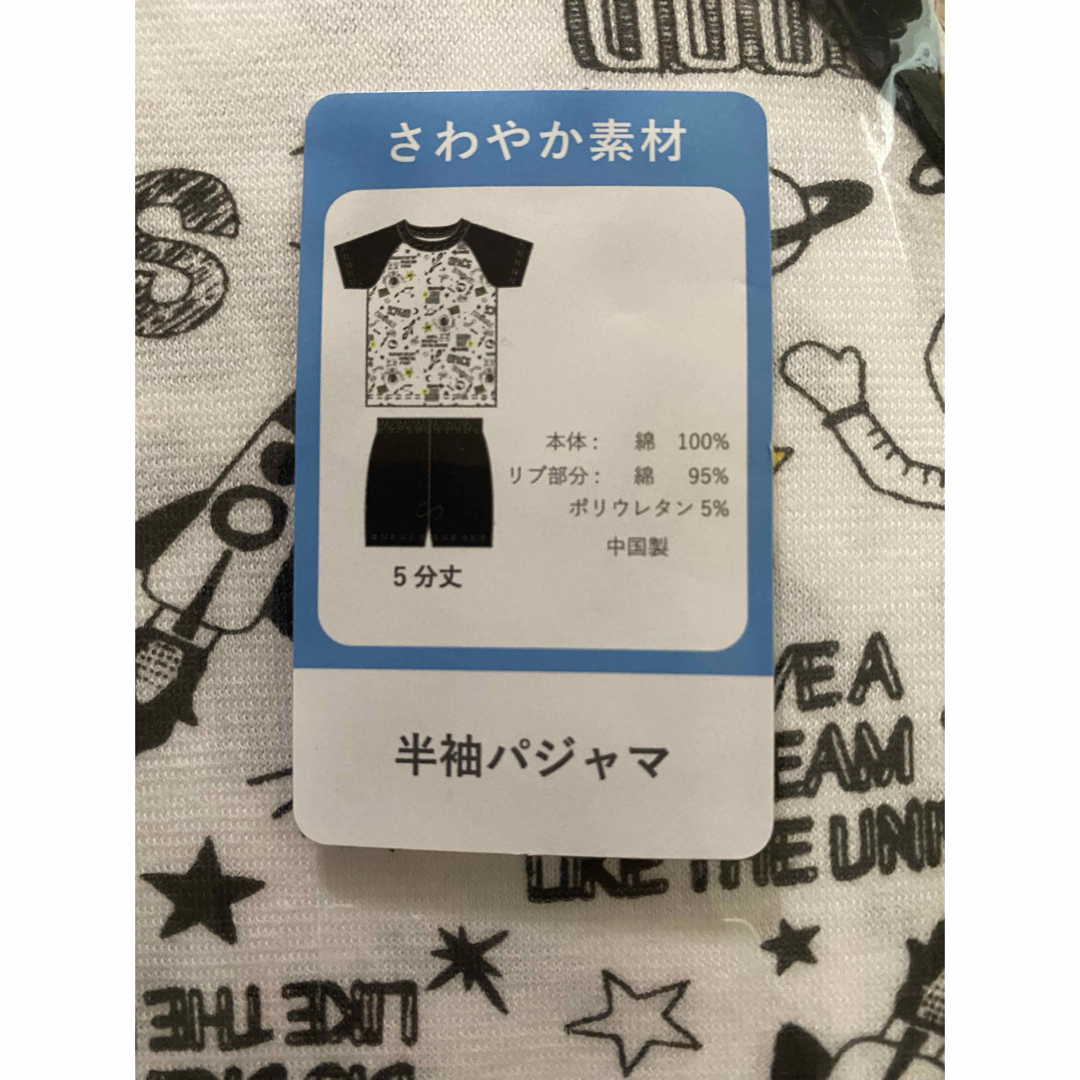 さわやか素材
本体： 綿 100%
リブ部分： 綿 95%
ポリウレタン 5%
中国製
5分丈
半袖パジャマ
VE A
EAM
LIKE THE UNI
LIKE THE
S